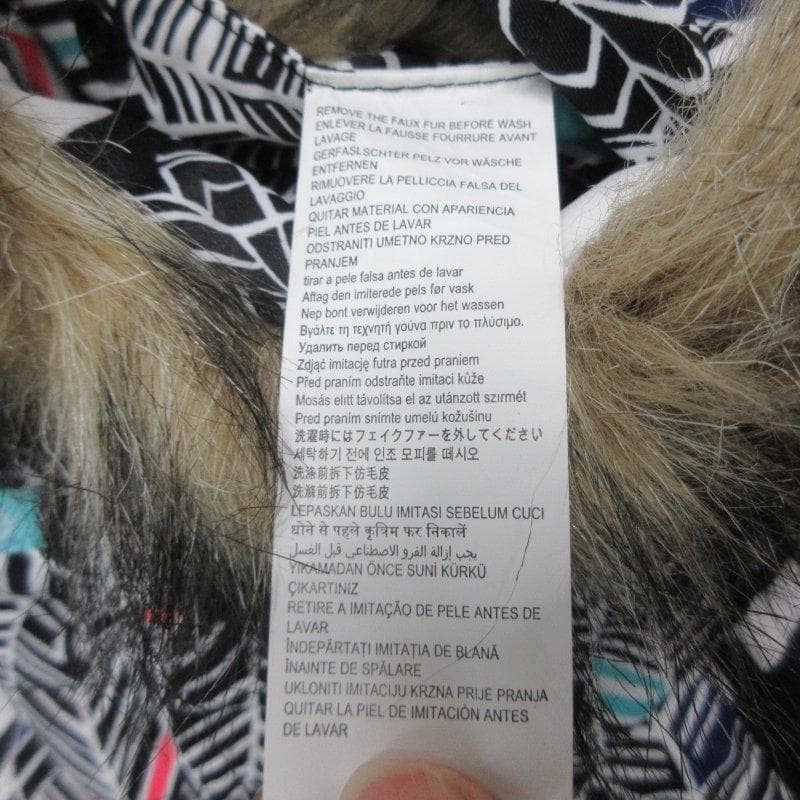 REMOVE THE FAUX FUR BEFORE WASH
ENLEVER LA FAUSSE FOURRURE AVANT
LAVAGE
GERFASLSCHTER PELZ VOR WÄSCHE
ENTFERNEN
RIMUOVERE LA PELLICCIA FALSA DEL
LAVAGGIO
QUITAR MATERIAL CON APARIENCIA
PIEL ANTES DE LAVAR
ODSTRANITI UMETNO KRZNO PRED
PRANJEM
tirar a pele falsa antes de lavar
Aftag den imiterede pels før vask
Nep bont verwijderen voor het wassen
Βγάλτε τη τεχνητή γούνα πριν το πλύσιμο.
Удалить перед стиркой
Zdjąć imitację futra przed praniem
Před praním odstraňte imitaci kůže
Mosás elıtt távolítsa el az utánzott szırmét
Pred praním snímte umelú kožušinu
洗濯時にはフェイクファーを外してください
세탁하기 전에 인조 모피를 떼시오
洗涤前拆下仿毛皮
洗滌前拆下仿毛皮
LEPASKAN BULU IMITASI SEBELUM CUCI
धोने से पहले कृत्रिम फर निकालें
يجب إزالة الفرو الاصطناعي قبل الغسل
YIKAMADAN ÖNCE SUNİ KÜRKÜ
ÇIKARTINIZ
RETIRE A IMITAÇÃO DE PELE ANTES DE
LAVAR
ÎNDEPĂRTAȚI IMITAȚIA DE BLANĂ
ÎNAINTE DE SPĂLARE
UKLONITI IMITACIJU KRZNA PRIJE PRANJA
QUITAR LA PIEL DE IMITACIÓN ANTES
DE LAVAR